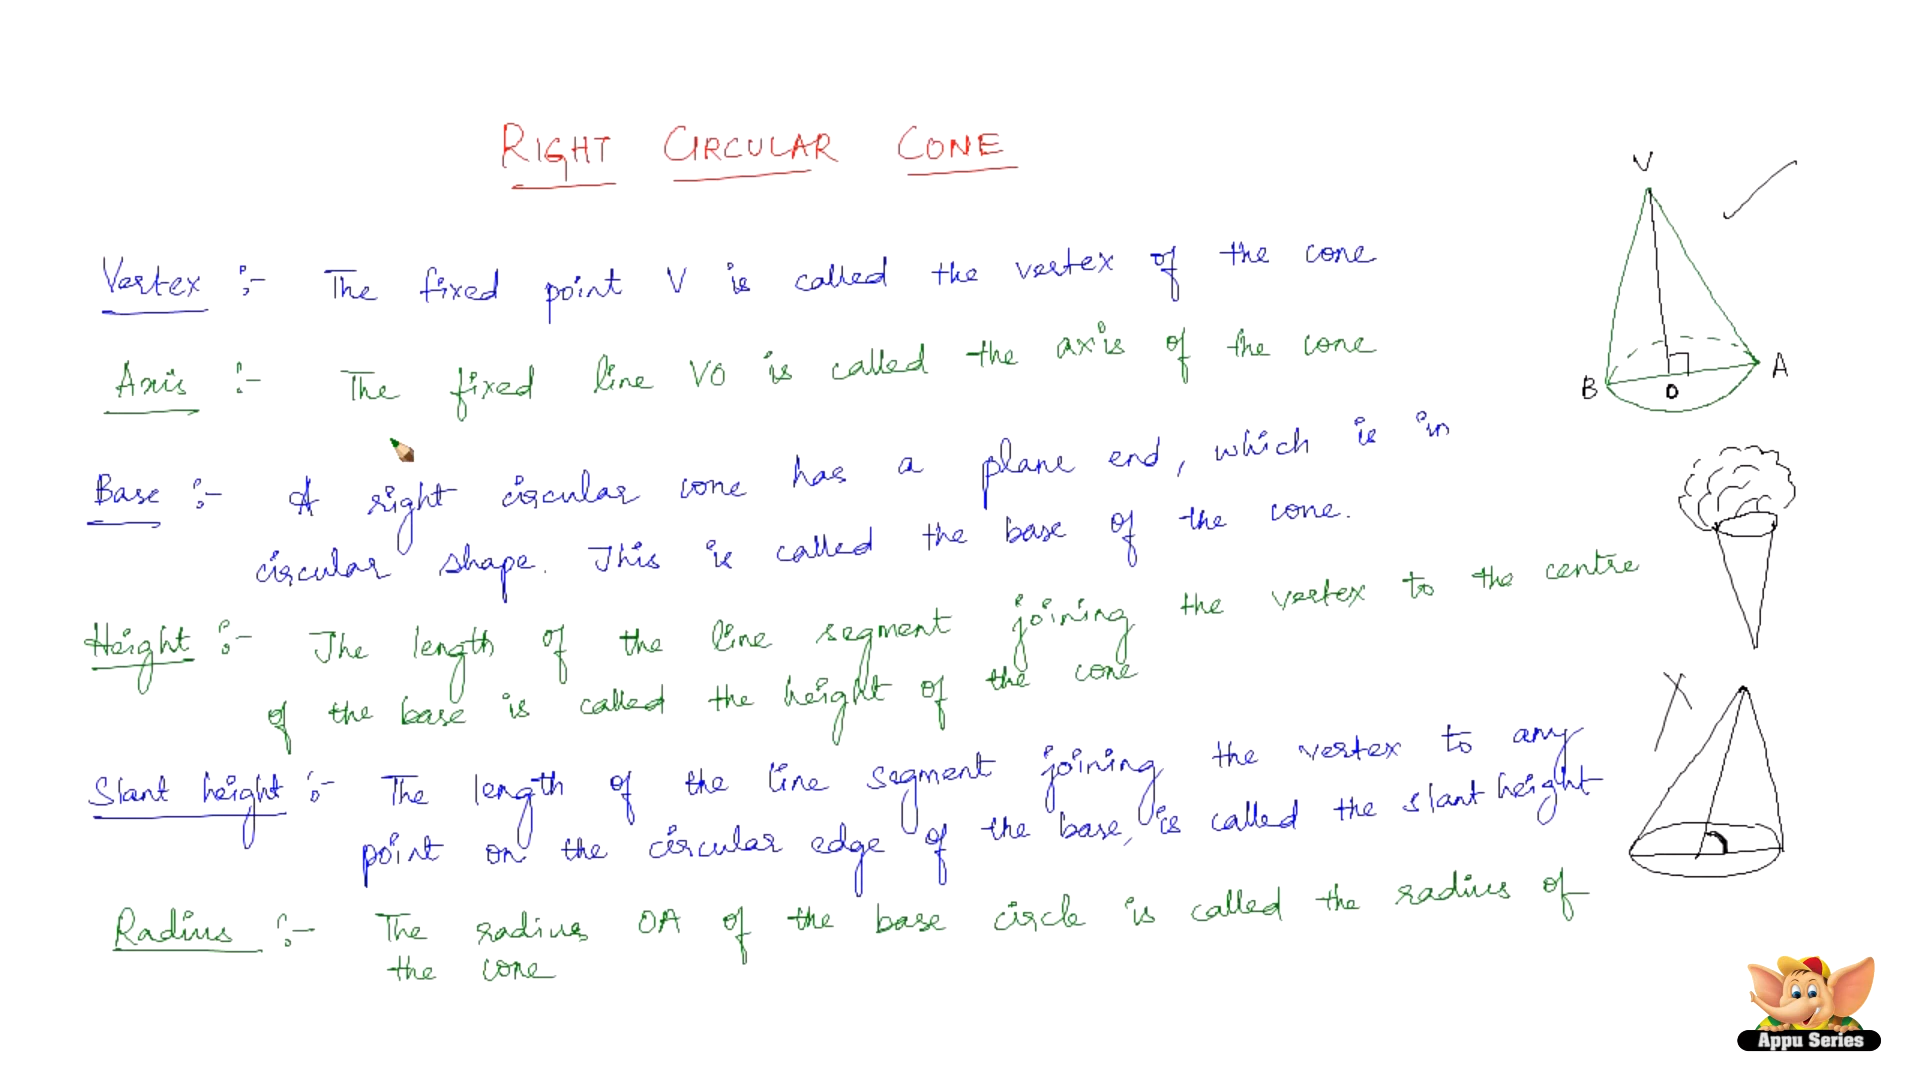 RIGHT CIRCULAR CONE
Vertex :- The fixed point V is called the vertex of the cone
Axis :- The fixed line VO is called the axis of the cone
Base :- A right circular cone has a plane end, which is in
circular shape. This is called the base of the cone.
Height :- The length of the line segment joining the vertex to the centre
of the base is called the height of the cone
Slant height :- The length of the line segment joining the vertex to any
point on the circular edge of the base, is called the slant height
Radius :- The radius OA of the base circle is called the radius of
the cone
V
B
O
A
Appu Series